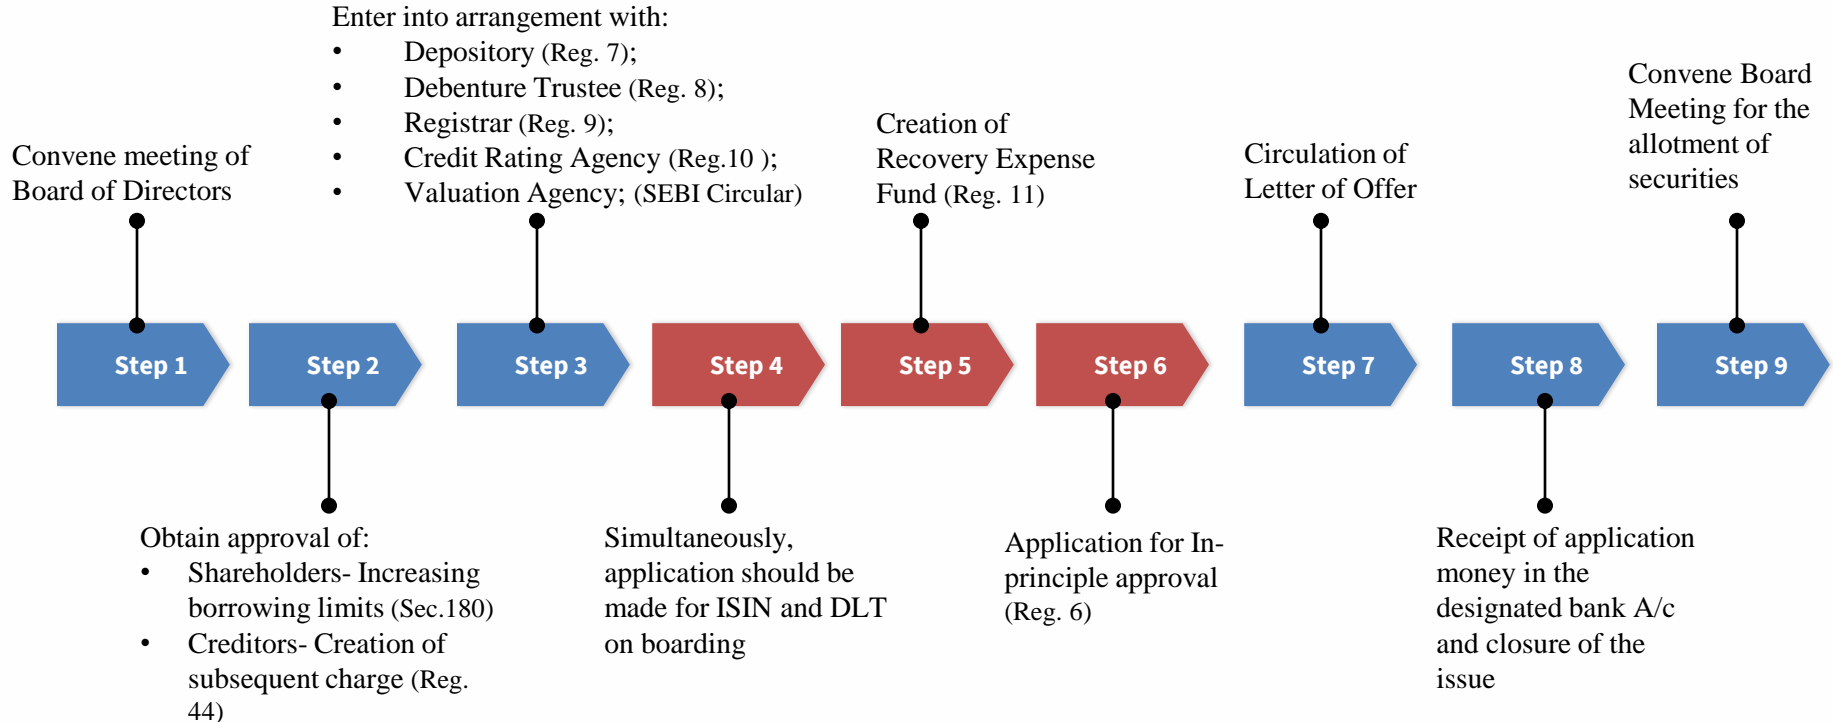 Enter into arrangement with:
• Depository (Reg. 7);
• Debenture Trustee (Reg. 8);
• Registrar (Reg. 9);
• Credit Rating Agency (Reg.10 );
• Valuation Agency; (SEBI Circular)
Convene meeting of
Board of Directors
Creation of
Recovery Expense
Fund (Reg. 11)
Circulation of
Letter of Offer
Convene Board
Meeting for the
allotment of
securities
Step 1
Step 2
Step 3
Step 4
Step 5
Step 6
Step 7
Step 8
Step 9
Obtain approval of:
• Shareholders- Increasing
borrowing limits (Sec.180)
• Creditors- Creation of
subsequent charge (Reg.
44)
Simultaneously,
application should be
made for ISIN and DLT
on boarding
Application for In-
principle approval
(Reg. 6)
Receipt of application
money in the
designated bank A/c
and closure of the
issue